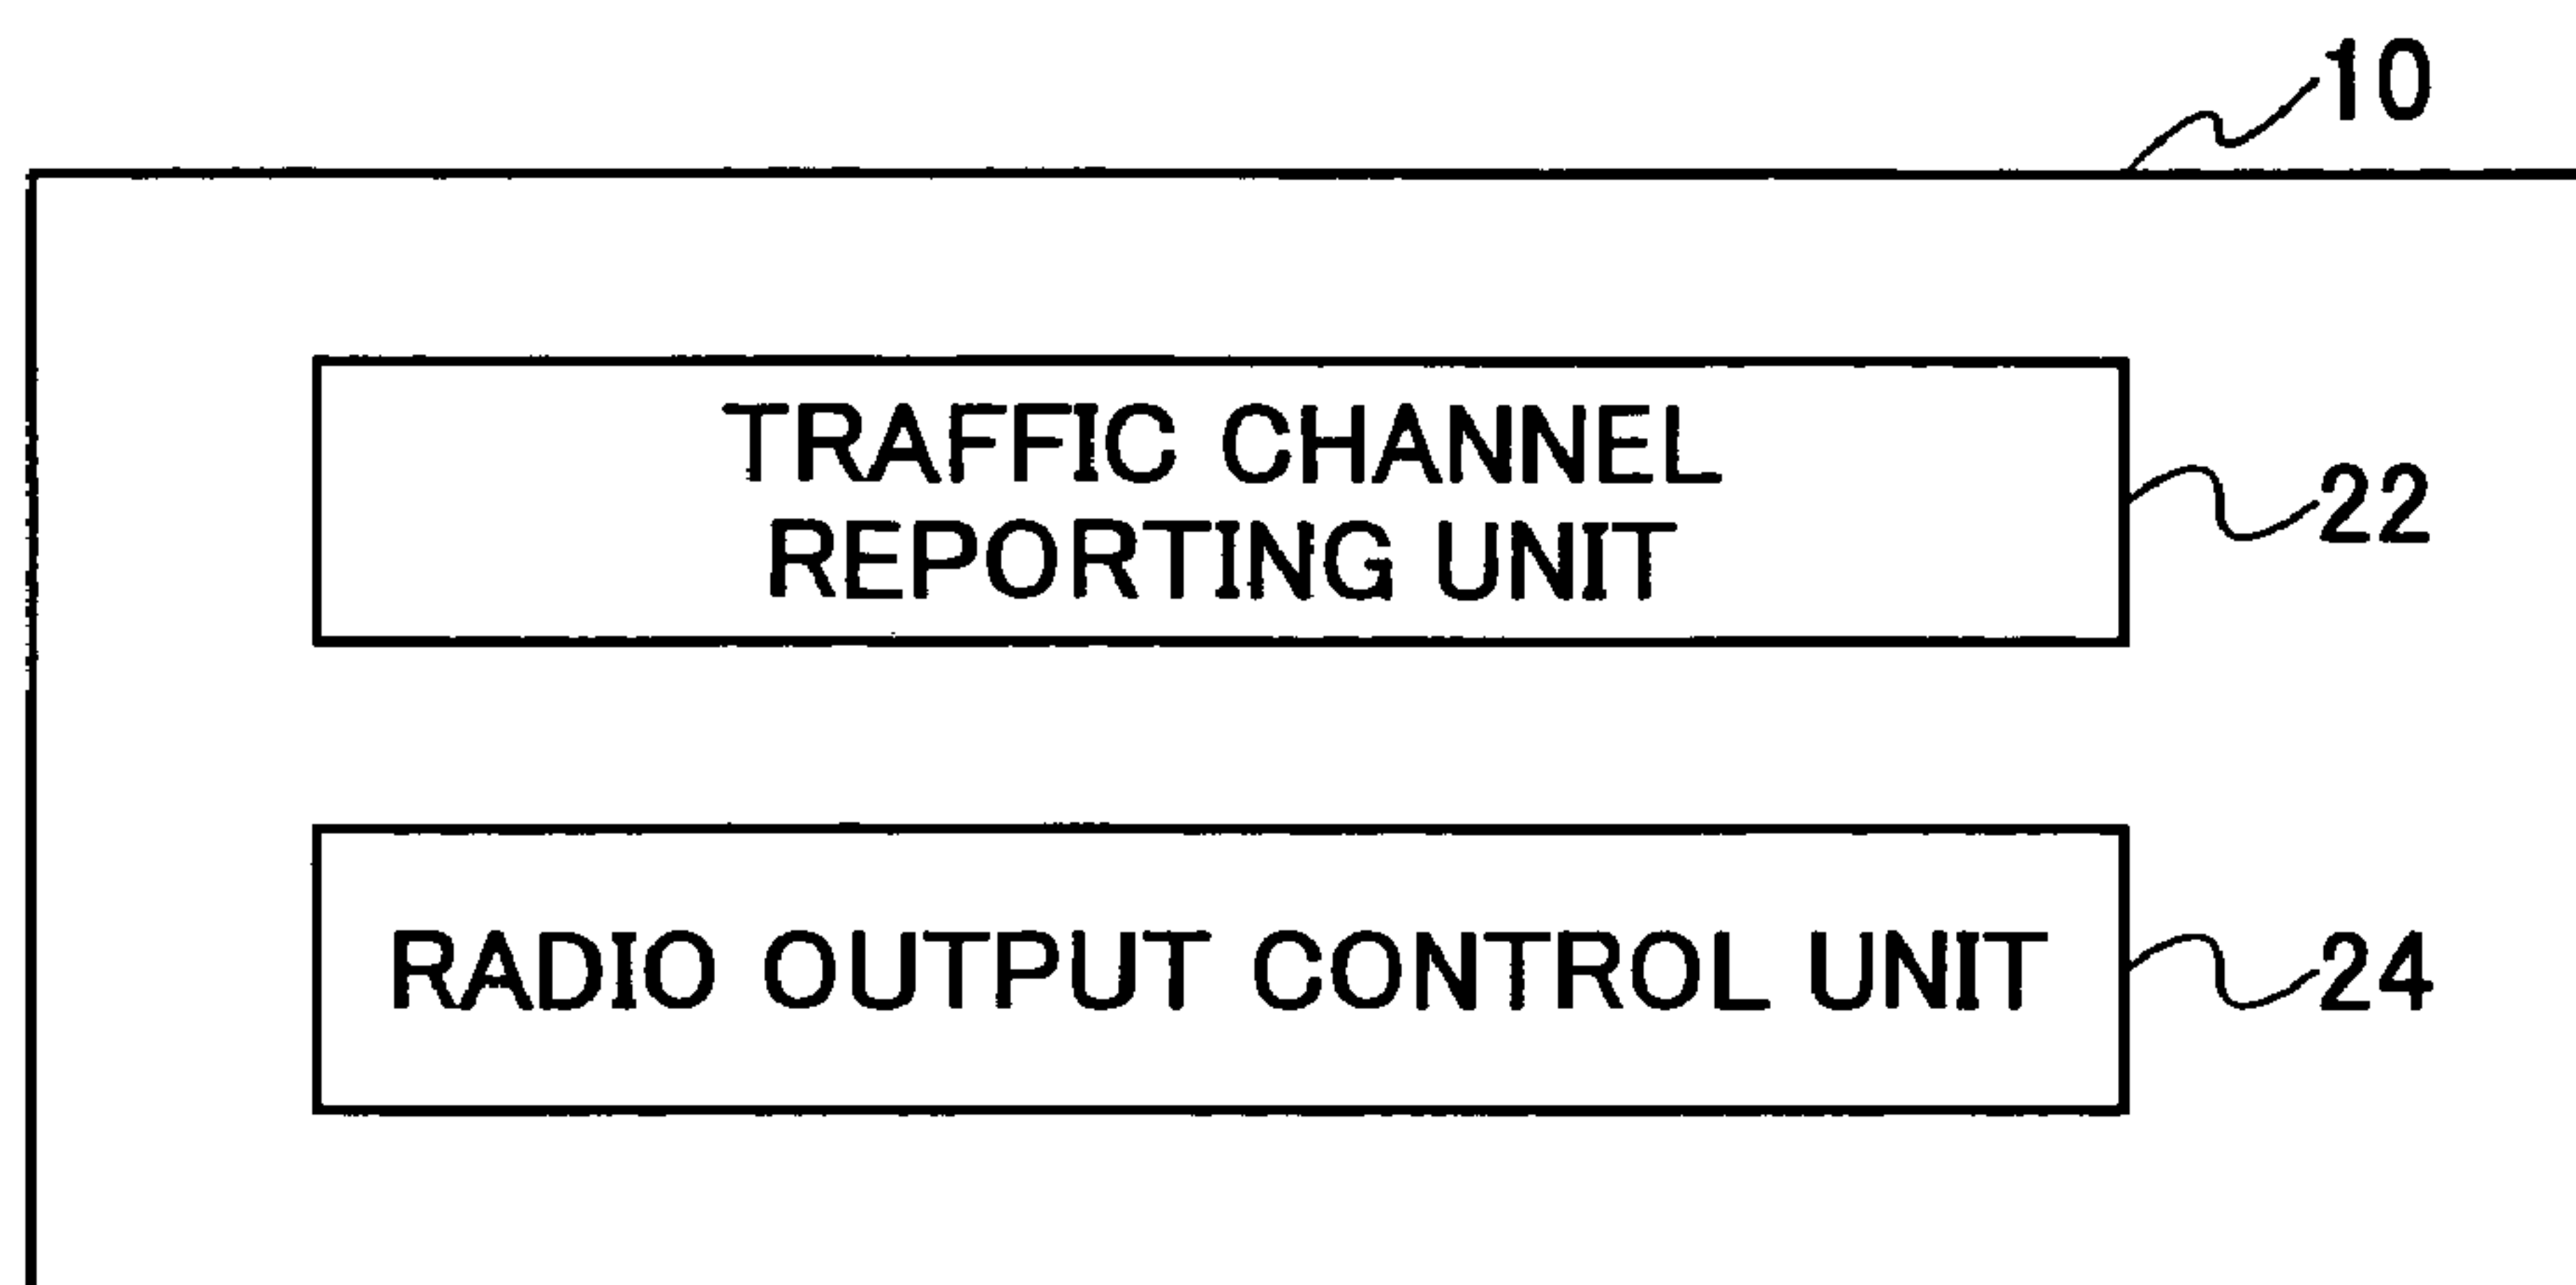 10
TRAFFIC CHANNEL
REPORTING UNIT
22
RADIO OUTPUT CONTROL UNIT
24